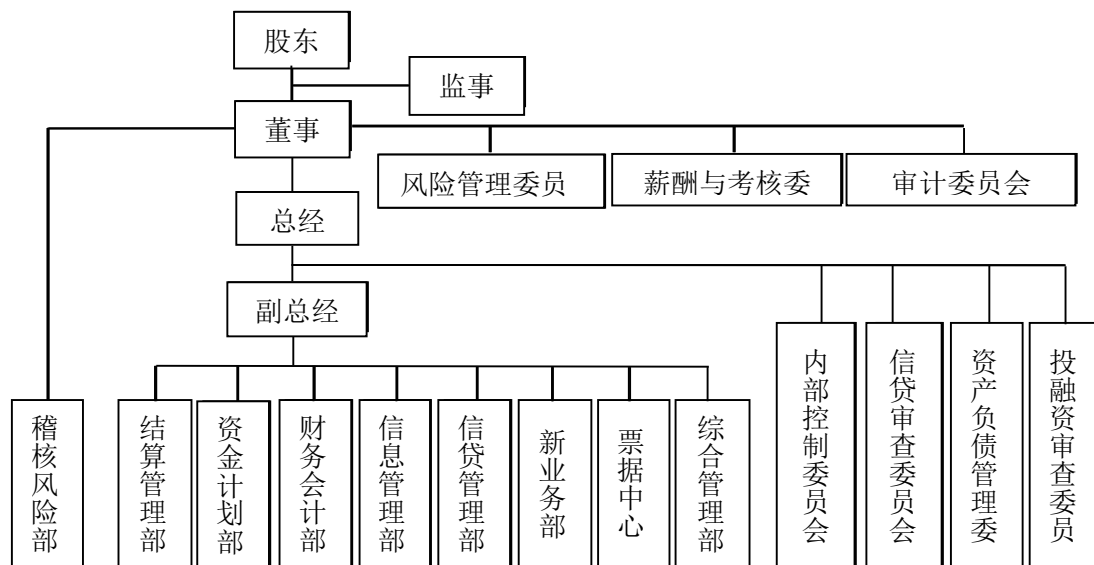 股东
监事
董事
风险管理委员
薪酬与考核委
审计委员会
总经
副总经
稽核风险部
结算管理部
资金计划部
财务会计部
信息管理部
信贷管理部
新业务部
票据中心
综合管理部
内部控制委员会
信贷审查委员会
资产负债管理委
投融资审查委员